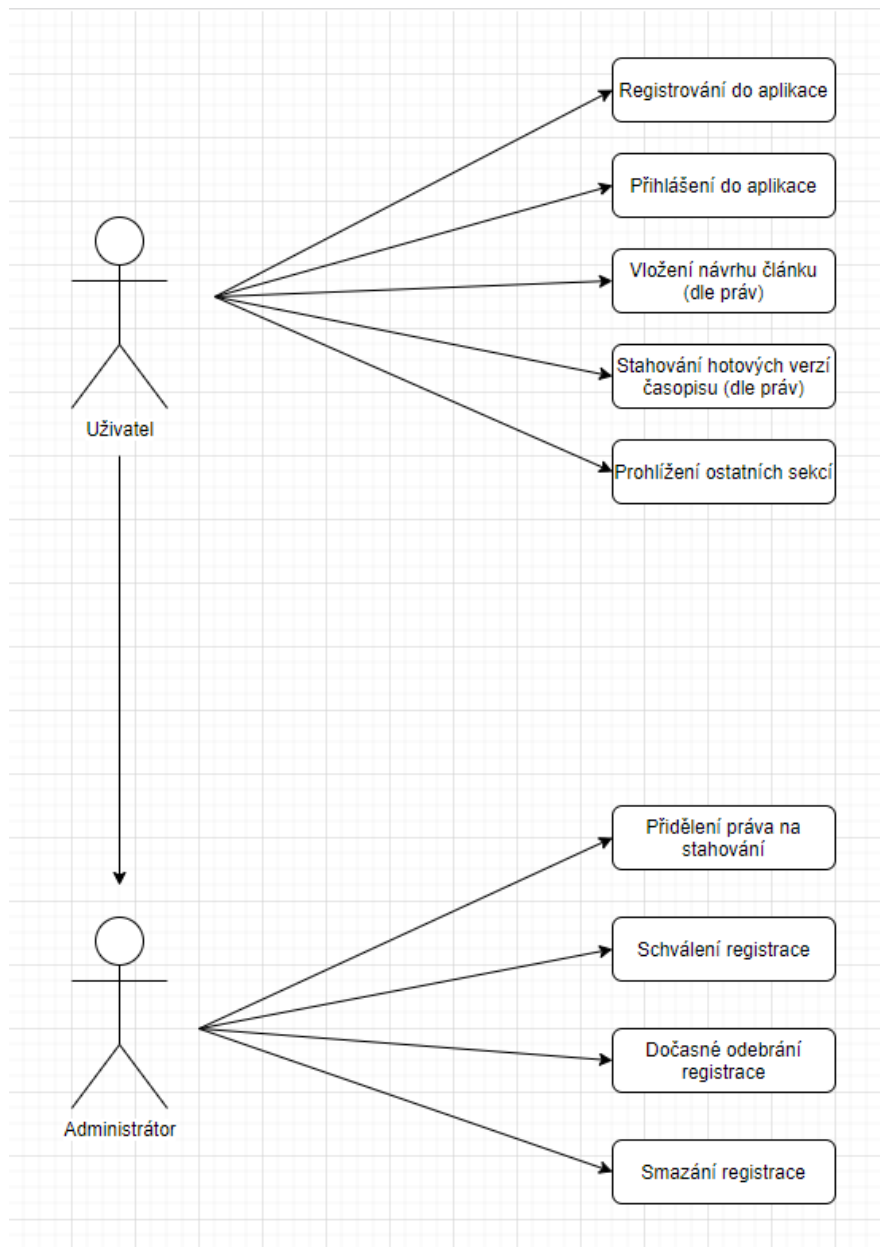 Registrování do aplikace
Přihlášení do aplikace
Vložení návrhu článku
(dle práv)
Stahování hotových verzí
časopisu (dle práv)
Prohlížení ostatních sekcí
Uživatel
Přidělení práva na
stahování
Schválení registrace
Dočasné odebrání
registrace
Smazání registrace
Administrátor